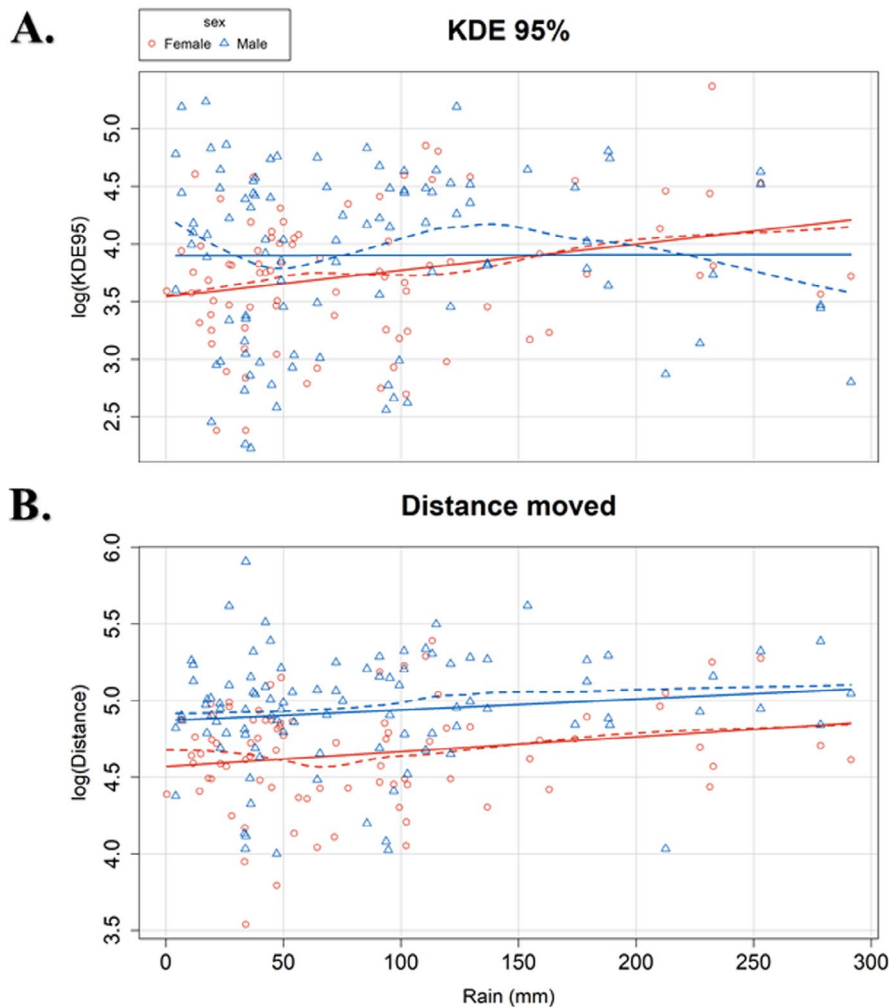 A.
sex
○ Female △ Male
KDE 95%
log(KDE95)
5.0
4.5
4.0
3.5
3.0
2.5
B.
Distance moved
log(Distance)
6.0
5.5
5.0
4.5
4.0
3.5
0 50 100 150 200 250 300
Rain (mm)